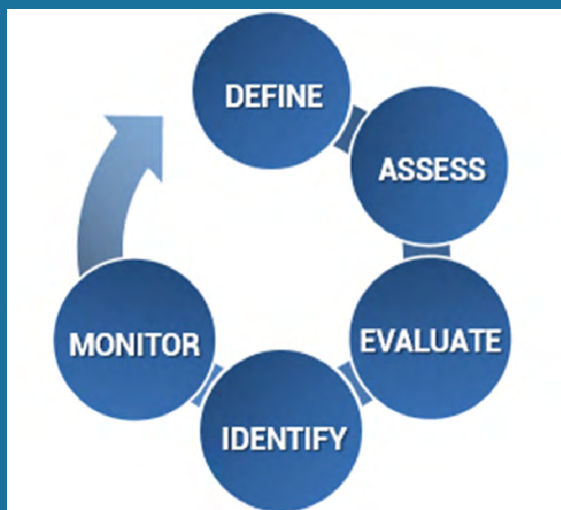 DEFINE
ASSESS
EVALUATE
IDENTIFY
MONITOR